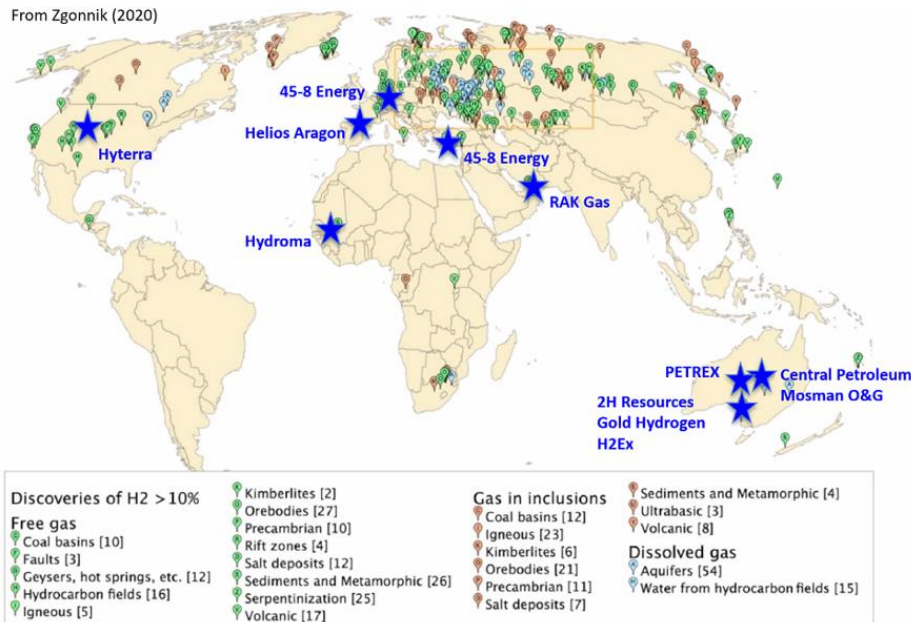 From Zgonnik (2020)
45-8 Energy
Helios Aragon
Hyterra
45-8 Energy
RAK Gas
Hydroma
PETREX
Central Petroleum
Mosman O&G
2H Resources
Gold Hydrogen
H2Ex
Discoveries of H2 >10%
Free gas
Coal basins [10]
Faults [3]
Geysers, hot springs, etc. [12]
Hydrocarbon fields [16]
Igneous [5]
Kimberlites [2]
Orebodies [27]
Precambrian [10]
Rift zones [4]
Salt deposits [12]
Sediments and Metamorphic [26]
Serpentinization [25]
Volcanic [17]
Gas in inclusions
Coal basins [12]
Igneous [23]
Kimberlites [6]
Orebodies [21]
Precambrian [11]
Salt deposits [7]
Sediments and Metamorphic [4]
Ultrabasic [3]
Volcanic [8]
Dissolved gas
Aquifers [54]
Water from hydrocarbon fields [15]